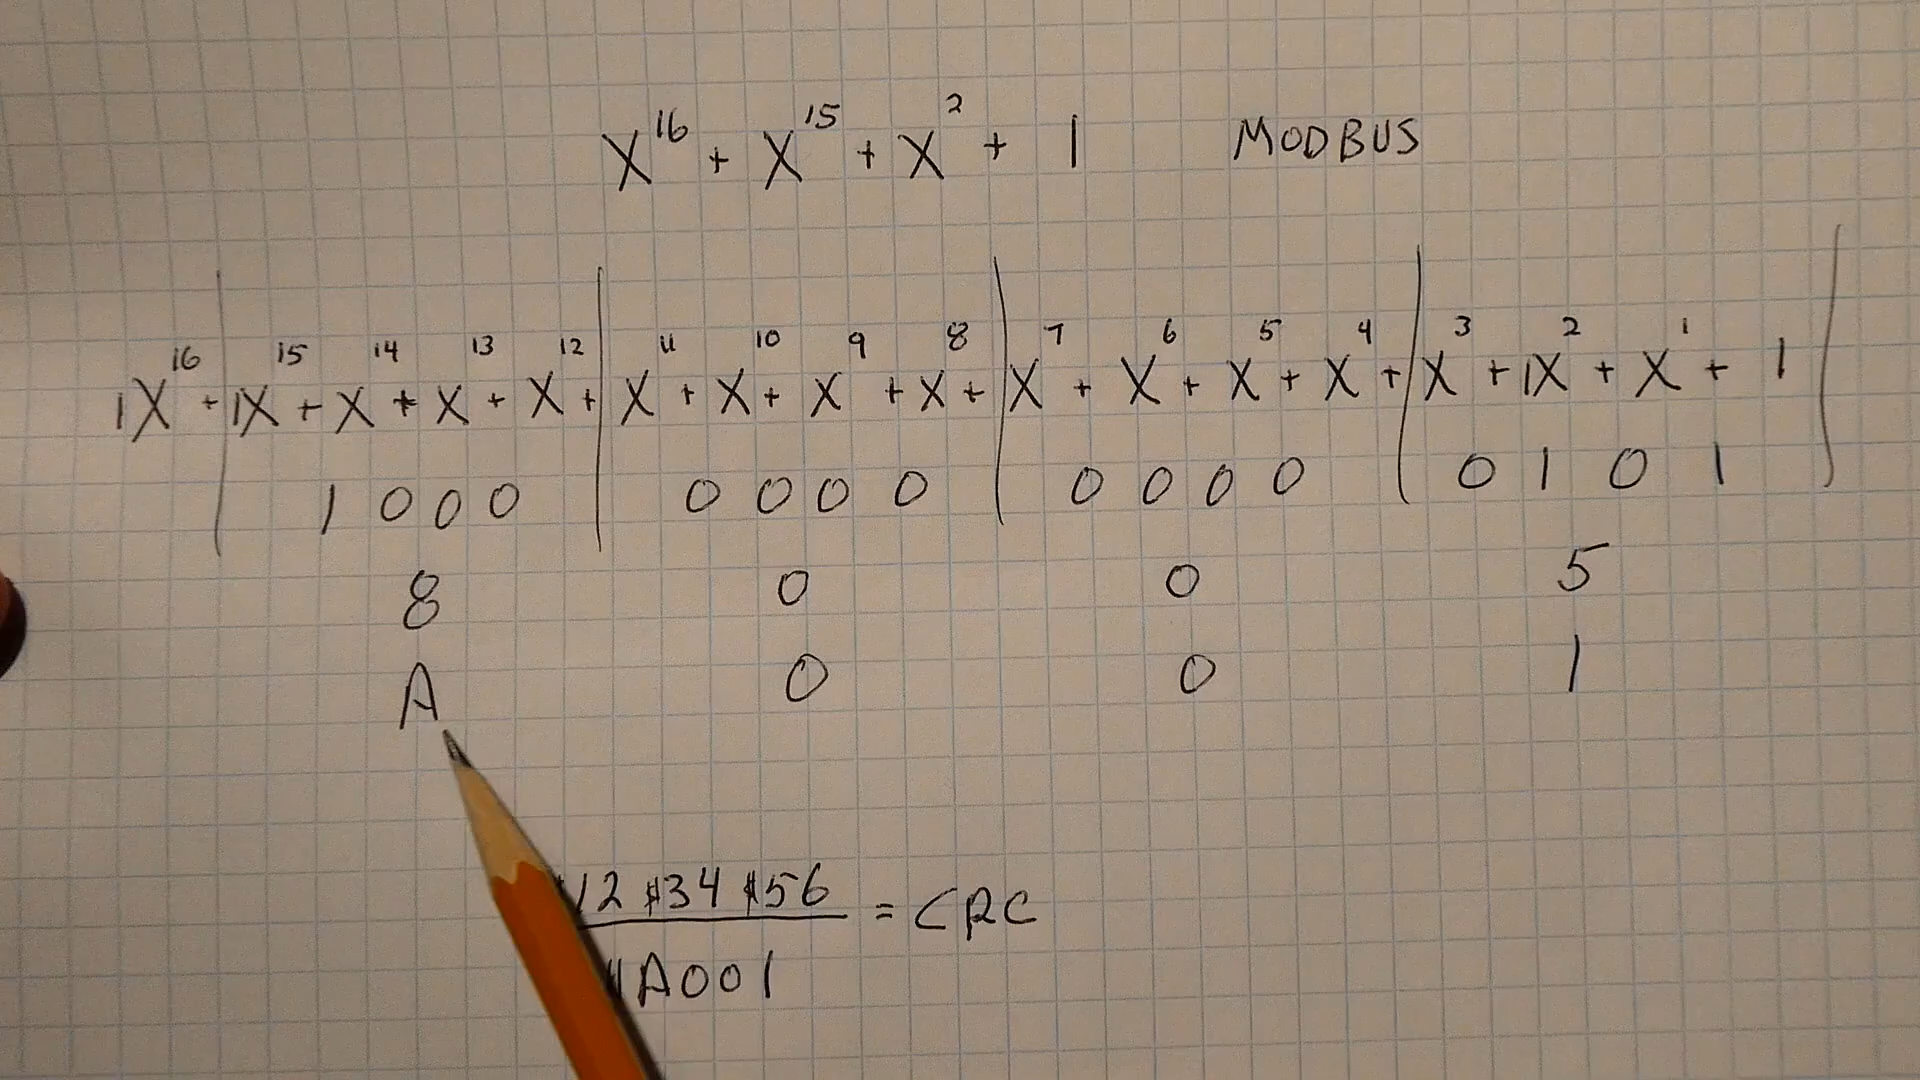 X¹⁶ + X¹⁵ + X² + 1 MODBUS
1X¹⁶ + 1X¹⁵ + X¹⁴ + X¹³ + X¹² + X¹¹ + X¹⁰ + X⁹ + X⁸ + X⁷ + X⁶ + X⁵ + X⁴ + X³ + 1X² + X¹ + 1
1 0 0 0 0 0 0 0 0 0 0 0 0 1 0 1
8 0 0 5
A 0 0 1
12 $34 $56 = CRC
A001